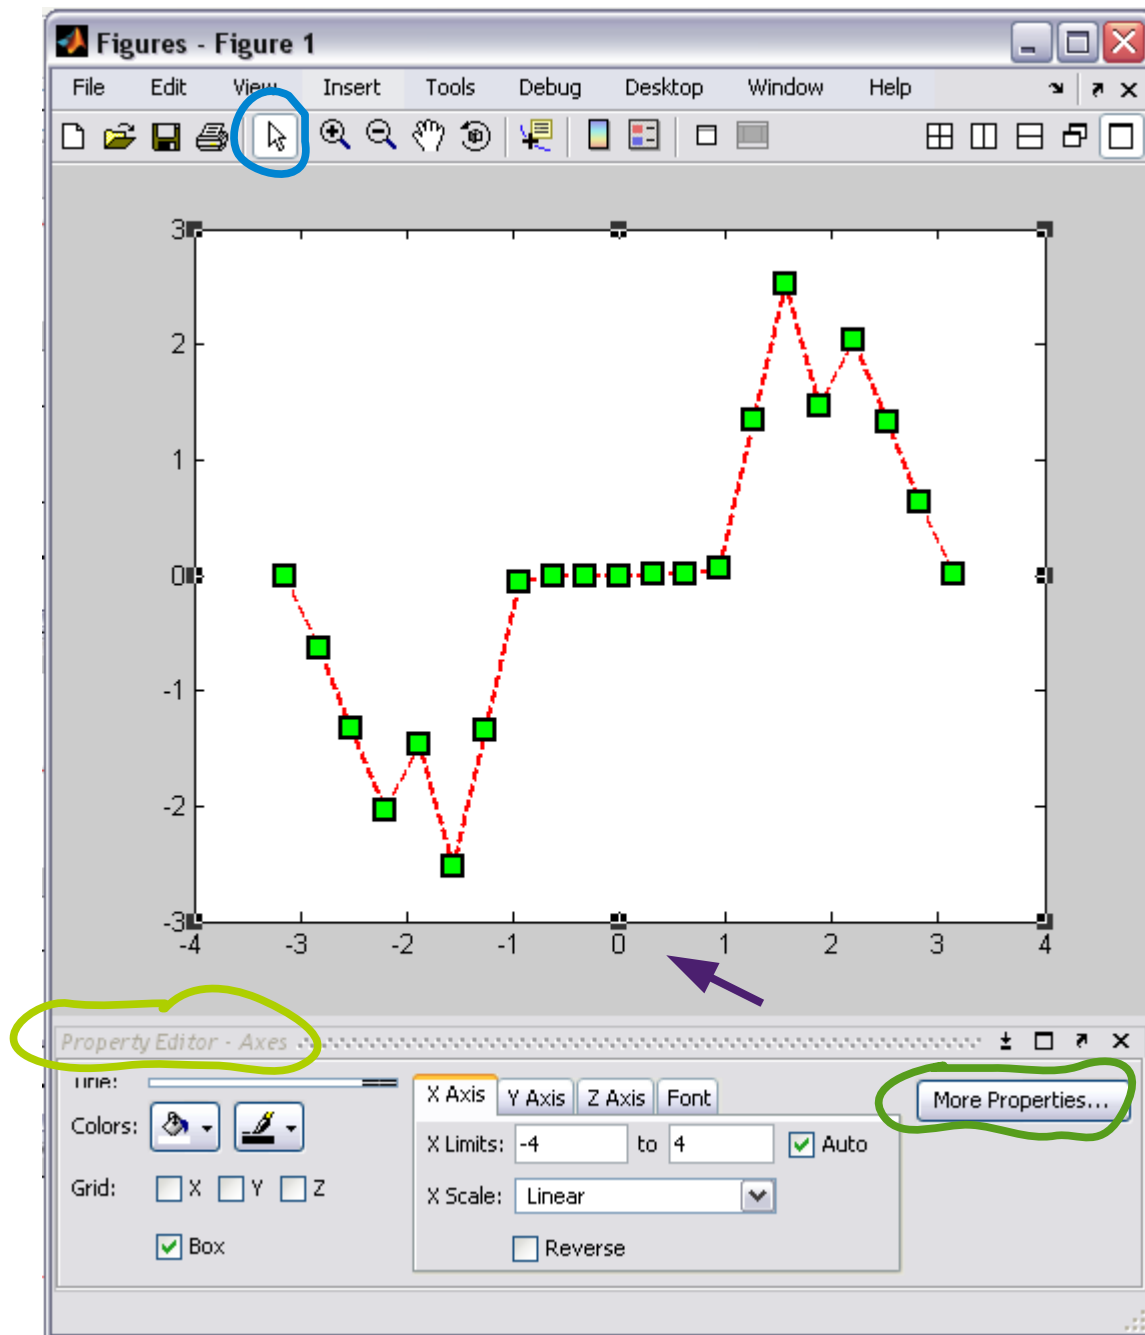 Figures - Figure 1
File Edit View Insert Tools Debug Desktop Window Help
3
2
1
0
-1
-2
-3
-4 -3 -2 -1 0 1 2 3 4
Property Editor - Axes
Title:
Colors:
Grid: X Y Z
Box
X Axis Y Axis Z Axis Font
X Limits: -4 to 4 Auto
X Scale: Linear
Reverse
More Properties...